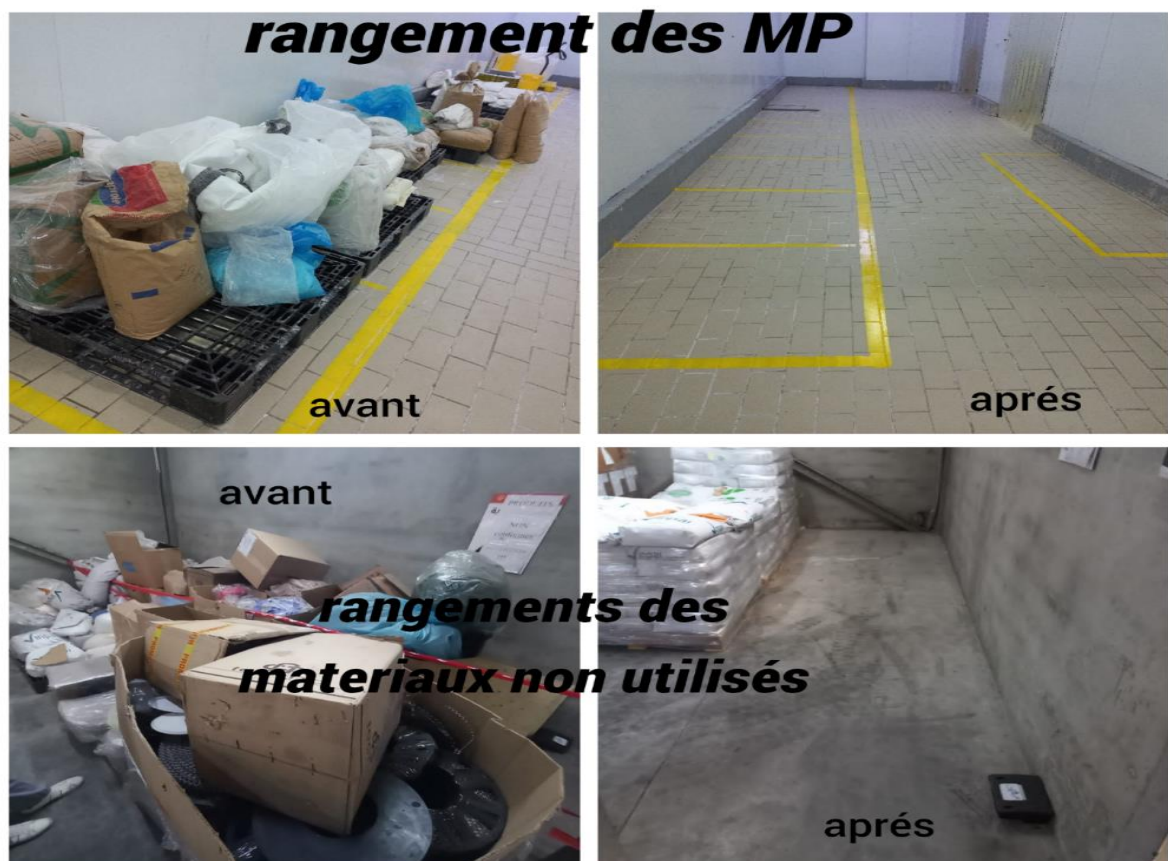 rangement des MP
avant
aprés
avant
rangements des
materiaux non utilisés
aprés